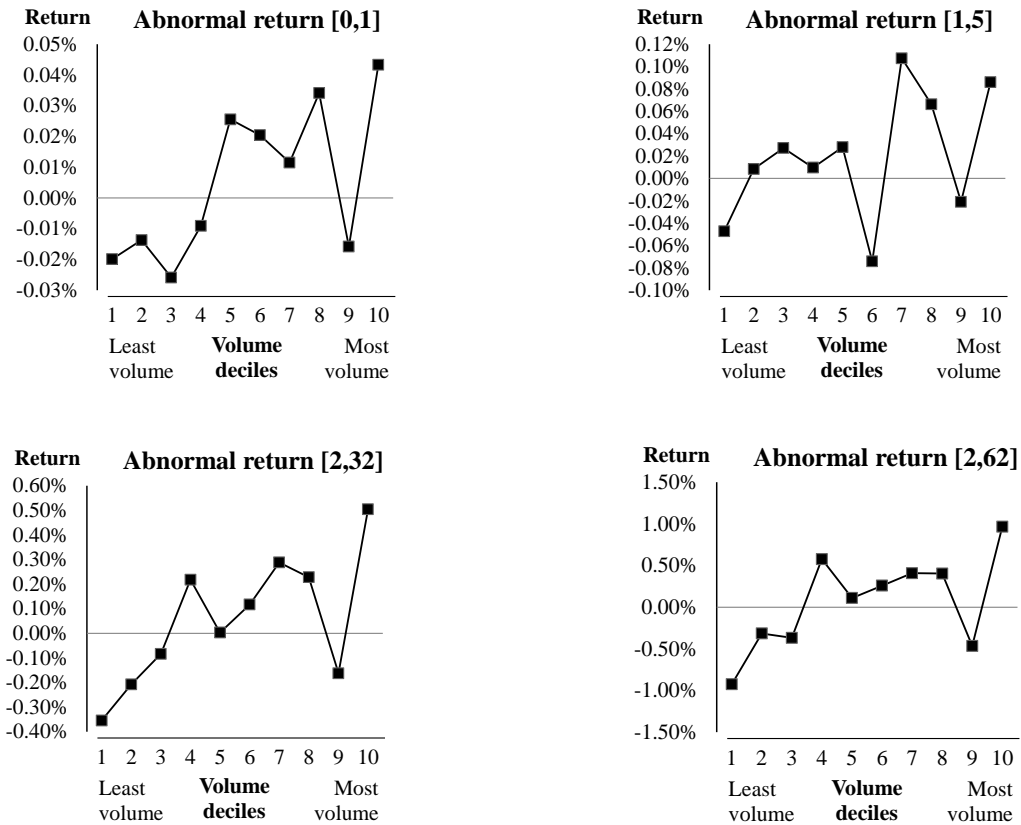 Return Abnormal return [0,1]
0.05%
0.04%
0.03%
0.02%
0.01%
0.00%
-0.01%
-0.02%
-0.03%
1 2 3 4 5 6 7 8 9 10
Least Volume Most
volume deciles volume
Return Abnormal return [1,5]
0.12%
0.10%
0.08%
0.06%
0.04%
0.02%
0.00%
-0.02%
-0.04%
-0.06%
-0.08%
-0.10%
1 2 3 4 5 6 7 8 9 10
Least Volume Most
volume deciles volume
Return Abnormal return [2,32]
0.60%
0.50%
0.40%
0.30%
0.20%
0.10%
0.00%
-0.10%
-0.20%
-0.30%
-0.40%
1 2 3 4 5 6 7 8 9 10
Least Volume Most
volume deciles volume
Return Abnormal return [2,62]
1.50%
1.00%
0.50%
0.00%
-0.50%
-1.00%
-1.50%
1 2 3 4 5 6 7 8 9 10
Least Volume Most
volume deciles volume